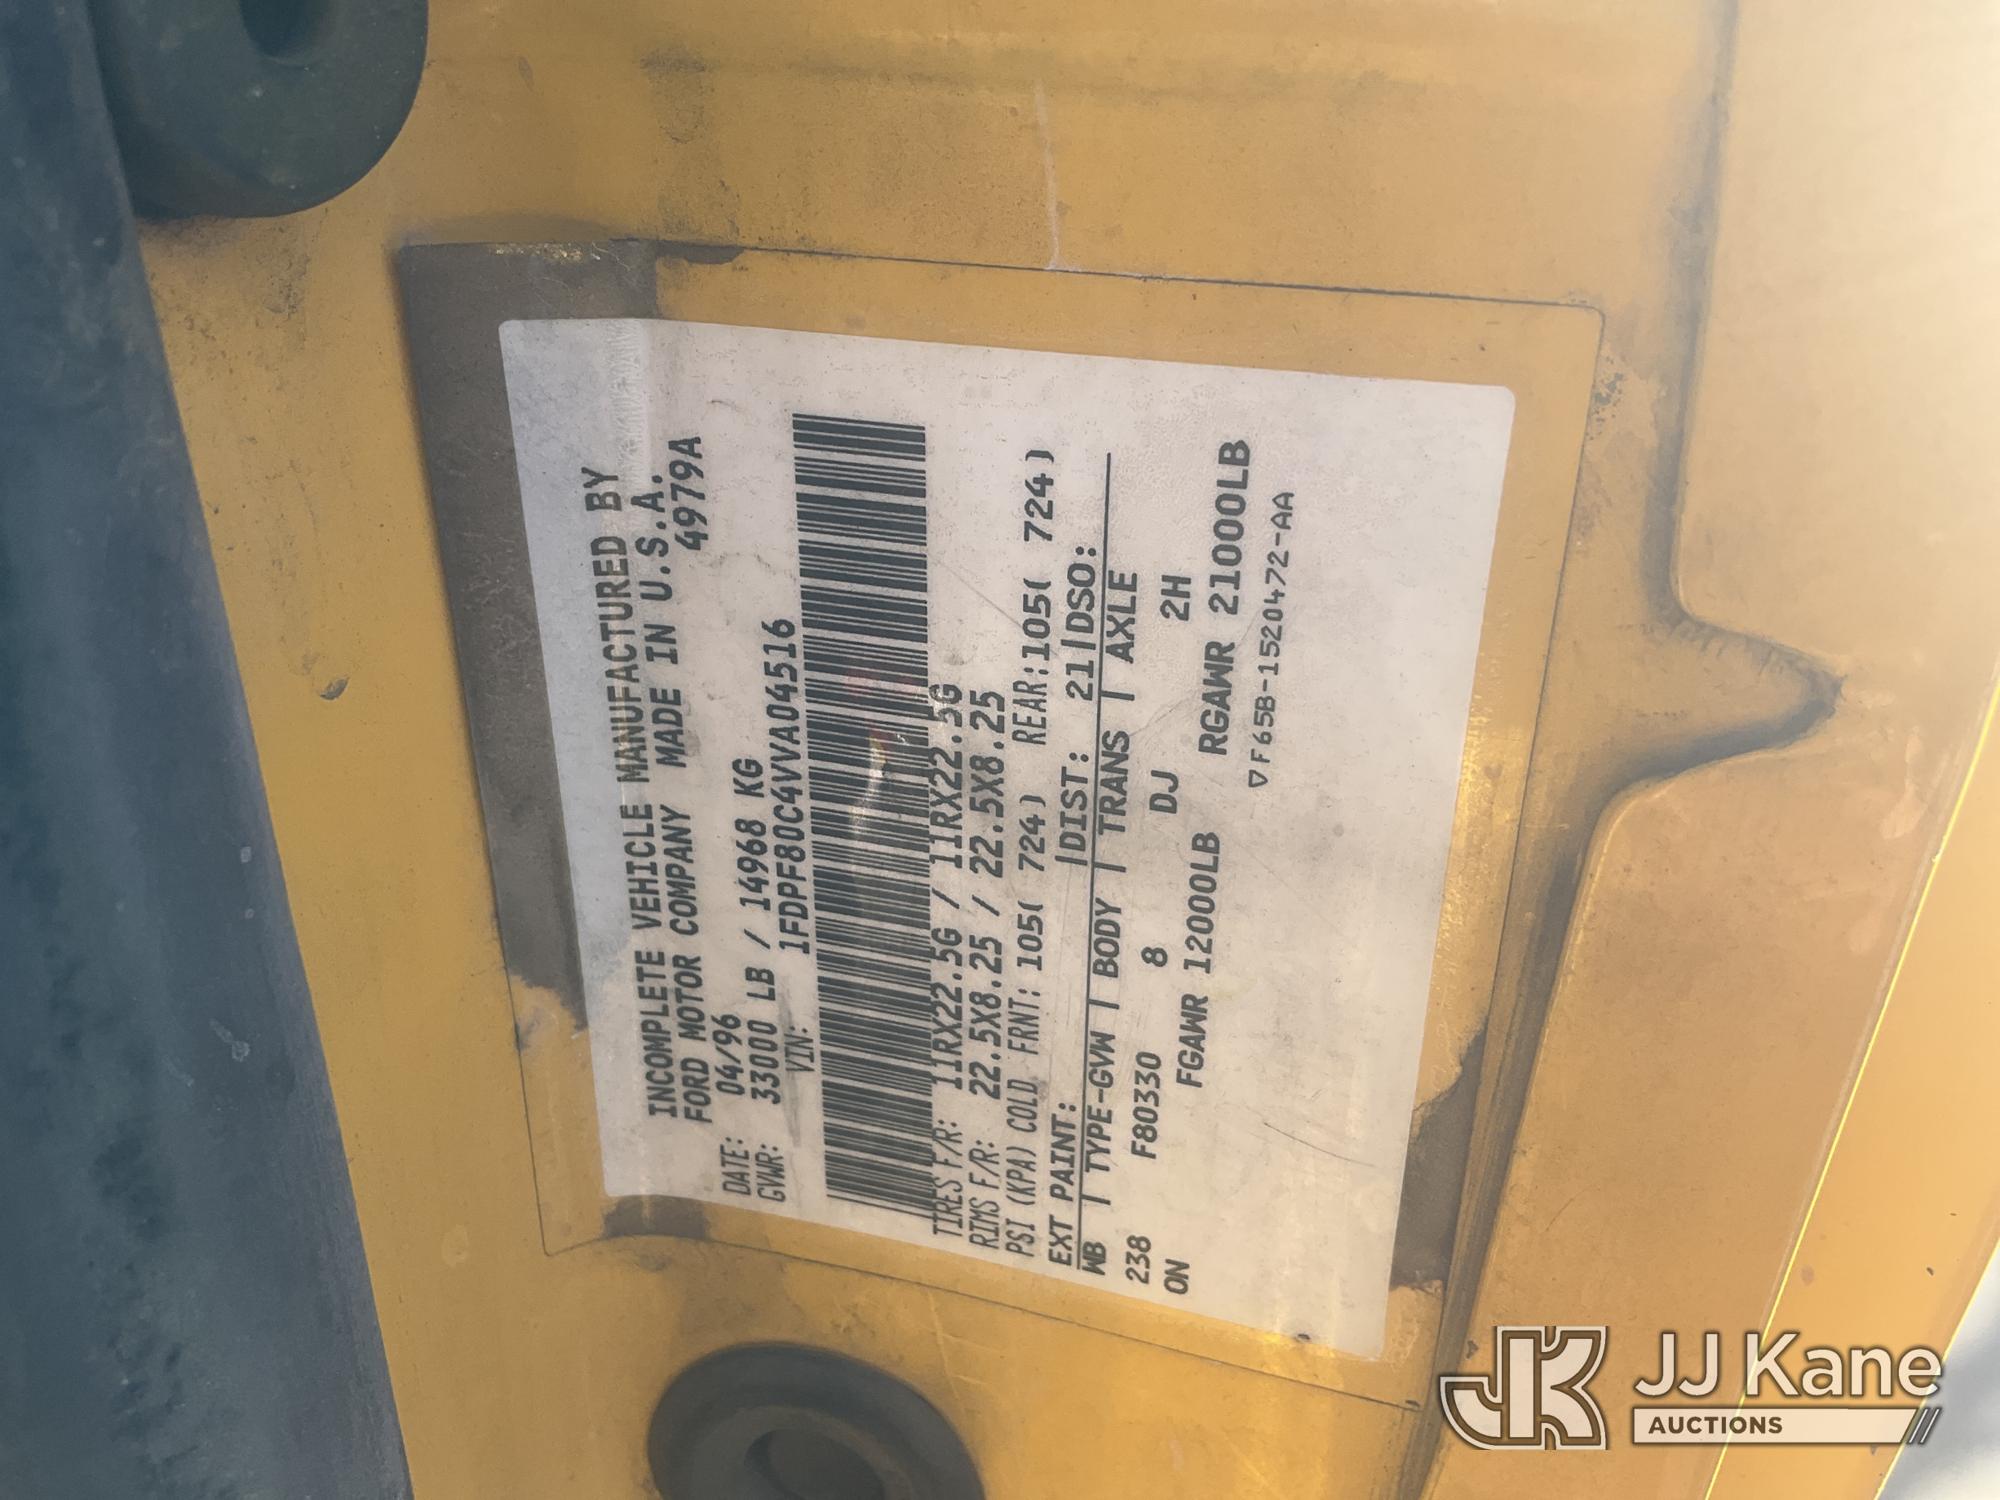 INCOMPLETE VEHICLE MANUFACTURED BY
FORD MOTOR COMPANY MADE IN U.S.A.
DATE: 04/96 4979A
GVWR: 33000 LB / 14968 KG
VIN: 1FDPF80C4VVA04516
TIRES F/R: 11RX22.5G / 11RX22.5G
RIMS F/R: 22.5X8.25 / 22.5X8.25
PSI (KPA) COLD FRNT: 105( 724) REAR:105( 724)
EXT PAINT: |DIST: 21|DSO:
WB | TYPE-GVW | BODY | TRANS | AXLE
238 F80330 8 DJ 2H
ON FGAWR 12000LB RGAWR 21000LB
▽F65B-1520472-AA
JK JJ Kane
AUCTIONS